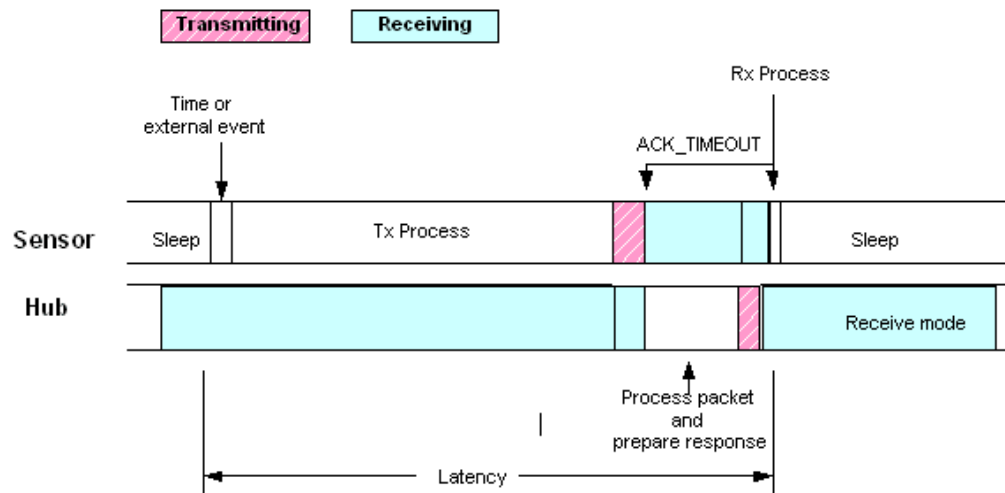 Transmitting
Receiving
Rx Process
Time or
external event
ACK_TIMEOUT
Sensor
Sleep
Tx Process
Sleep
Hub
Receive mode
Process packet
and
prepare response
Latency